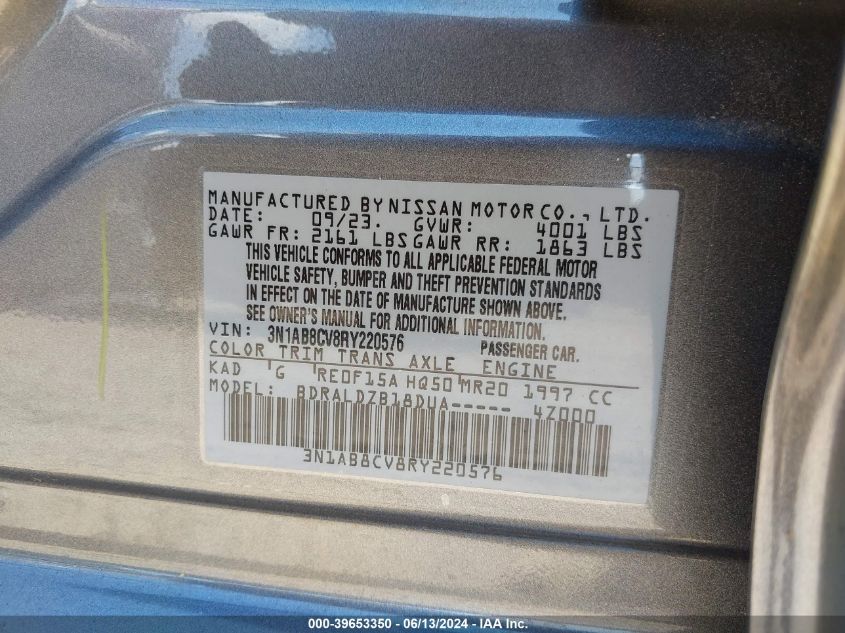 MANUFACTURED BY NISSAN MOTOR CO., LTD.
DATE: 09/23. GVWR: 4001 LBS
GAWR FR: 2161 LBS GAWR RR: 1863 LBS
THIS VEHICLE CONFORMS TO ALL APPLICABLE FEDERAL MOTOR
VEHICLE SAFETY, BUMPER AND THEFT PREVENTION STANDARDS
IN EFFECT ON THE DATE OF MANUFACTURE SHOWN ABOVE.
SEE OWNER'S MANUAL FOR ADDITIONAL INFORMATION.
VIN: 3N1AB8CV8RY220576 PASSENGER CAR.
COLOR TRIM TRANS AXLE ENGINE
KAD G RE0F15A HQ50 MR20 1997 CC
MODEL: BDRALDZB18DUA----- 4Z000
3N1AB8CV8RY220576
000-39653350 - 06/13/2024 - IAA Inc.